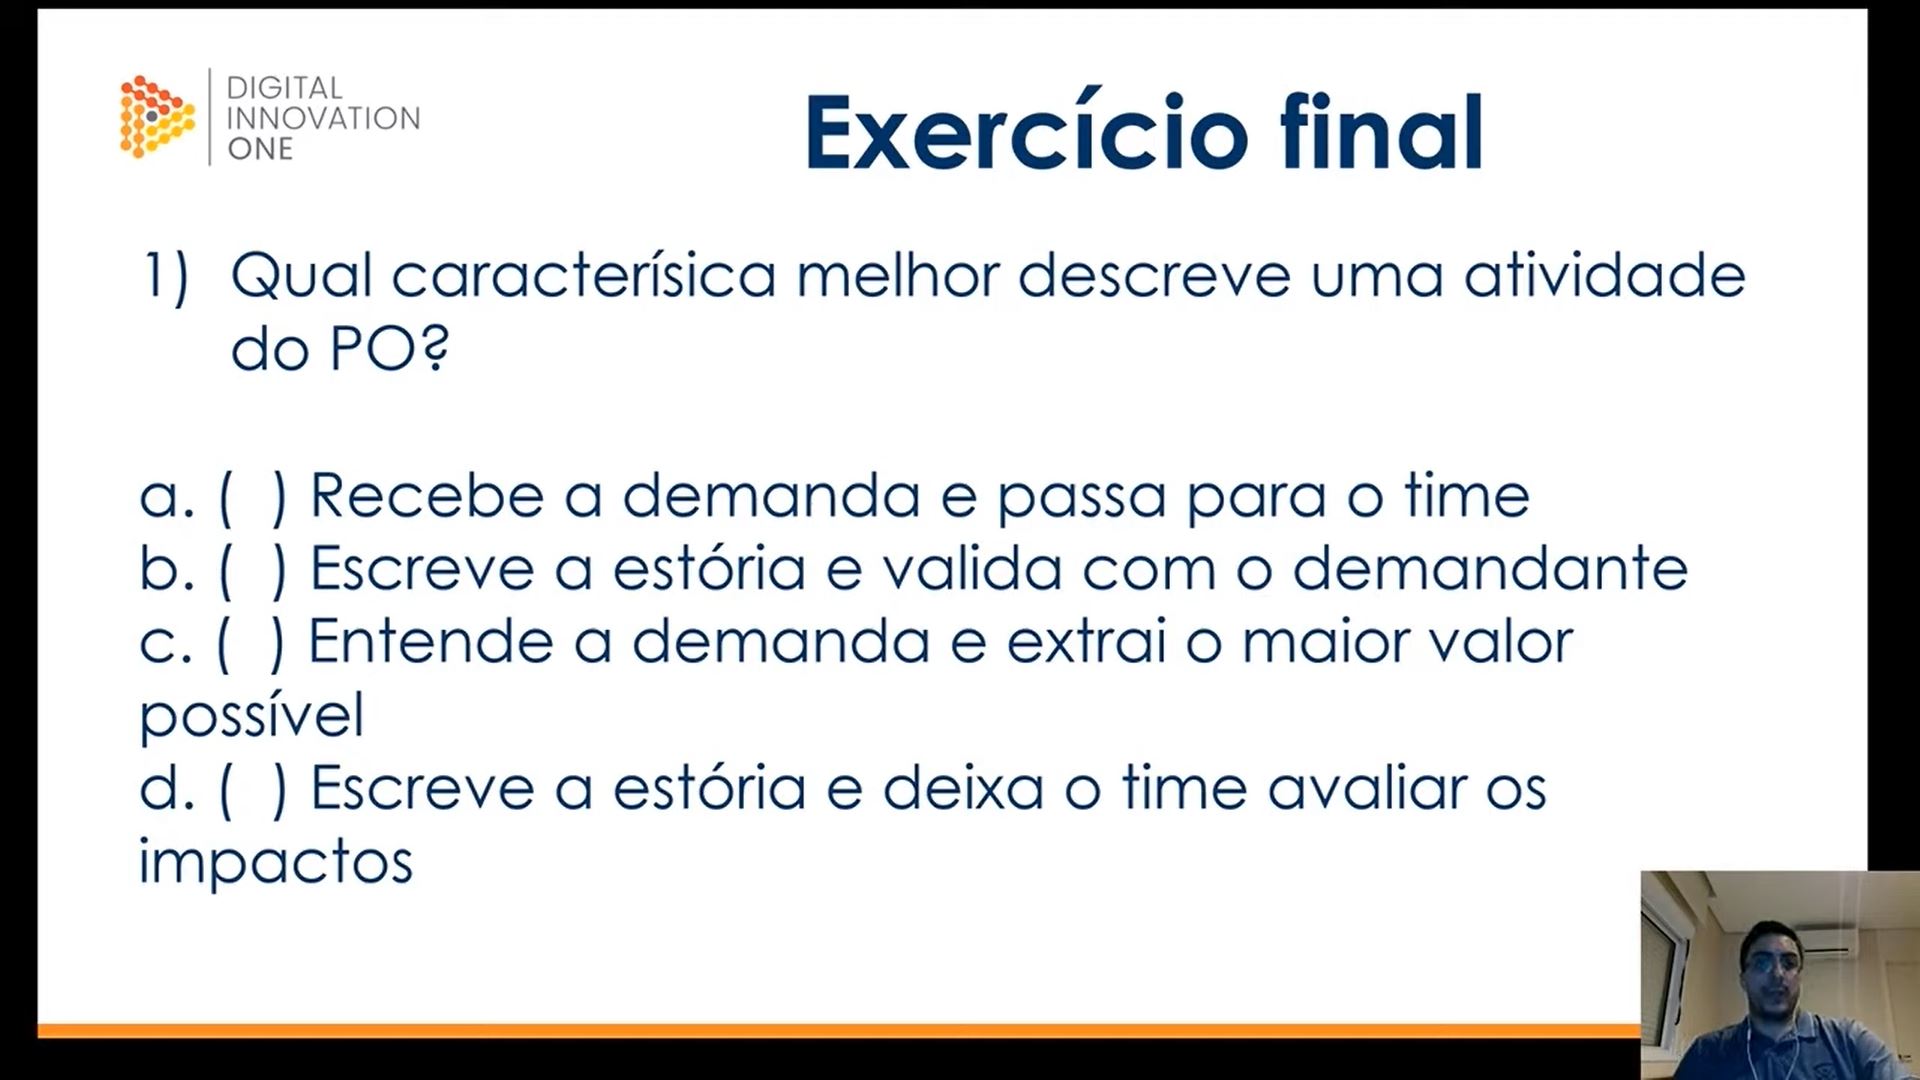 DIGITAL
INNOVATION
ONE
Exercício final
1) Qual caracterísica melhor descreve uma atividade
do PO?
a. ( ) Recebe a demanda e passa para o time
b. ( ) Escreve a estória e valida com o demandante
c. ( ) Entende a demanda e extrai o maior valor
possível
d. ( ) Escreve a estória e deixa o time avaliar os
impactos